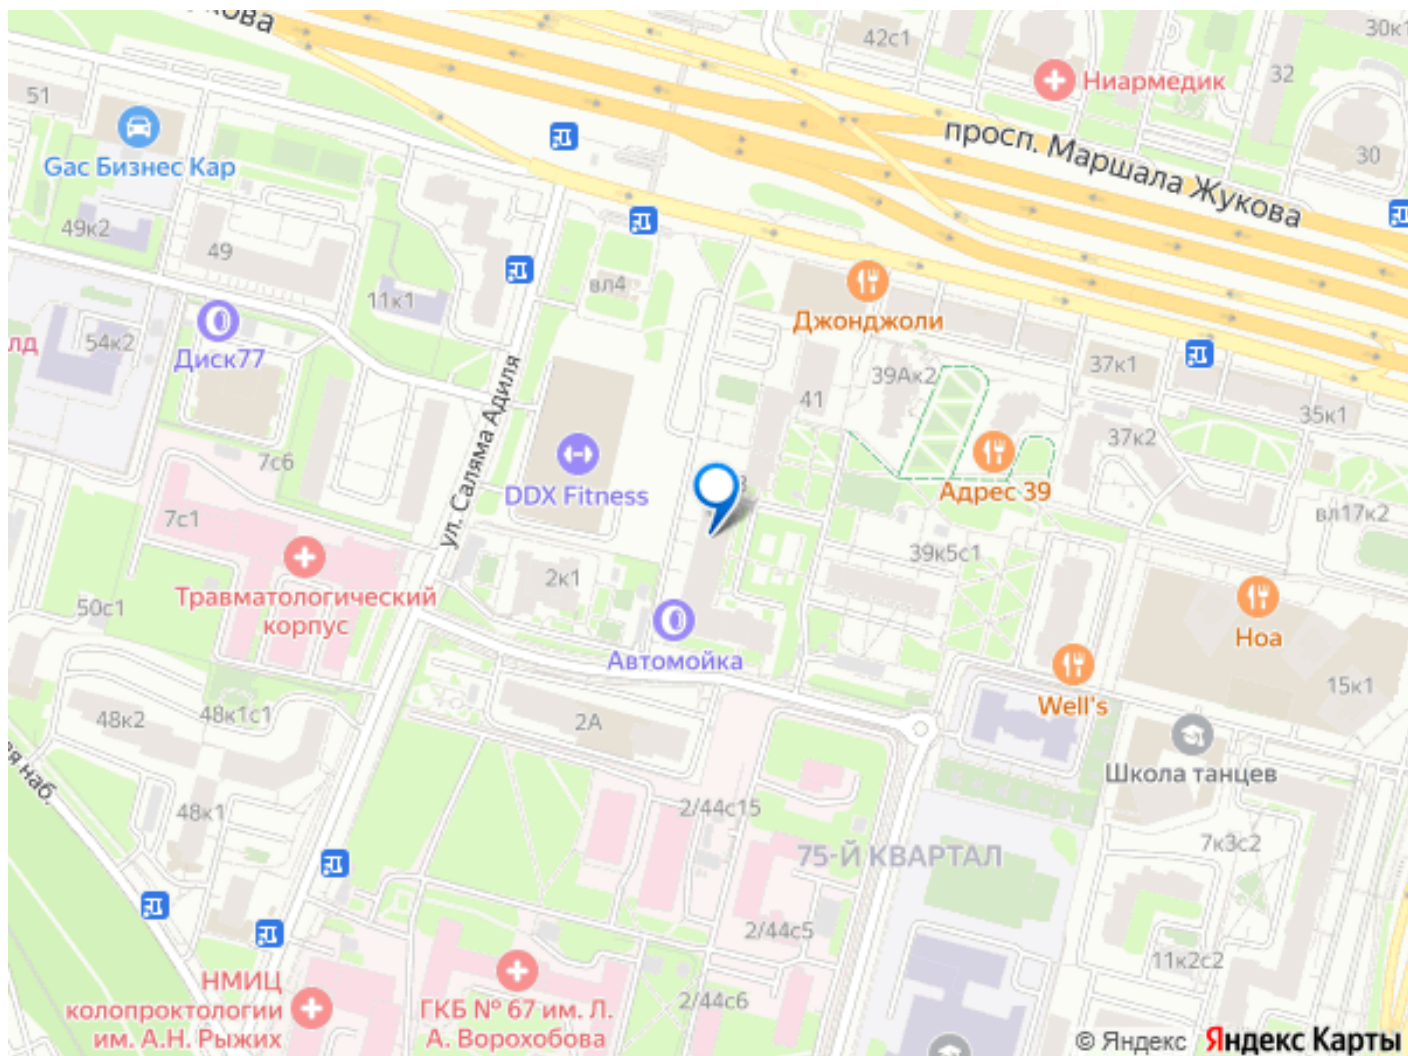 кова
42с1
30к1
Ниармедик
32
51
Gac Бизнес Кар
просп. Маршала Жукова
30
49к2
49
вл4
11к1
Джонджоли
лд
54к2
Диск77
ул. Саляма Адиля
41
39Ак2
37к1
35к1
37к2
7с6
DDX Fitness
Адрес 39
7с1
вл17к2
39к5с1
2к1
Травматологический
корпус
50с1
Ноа
Автомойка
15к1
Well's
48к2
48к1с1
2А
Школа танцев
наб.
48к1
2/44с15
7к3с2
75-Й КВАРТАЛ
2/44с5
11к2с2
НМИЦ
колопроктологии
им. А.Н. Рыжих
ГКБ № 67 им. Л.
А. Ворохобова
2/44с6
© Яндекс Яндекс Карты